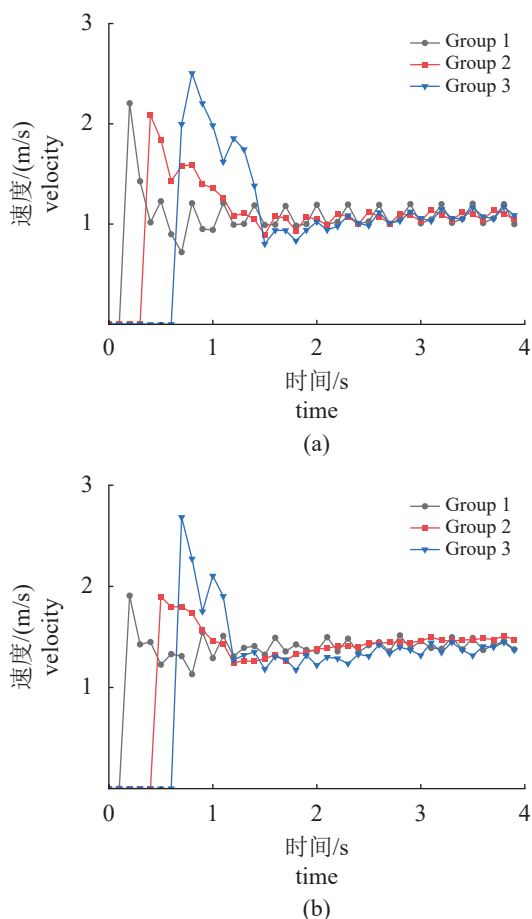 3
Group 1
Group 2
Group 3
2
速度/(m/s)
velocity
1
0
1
2
3
4
时间/s
time
(a)
3
Group 1
Group 2
Group 3
2
速度/(m/s)
velocity
1
0
1
2
3
4
时间/s
time
(b)